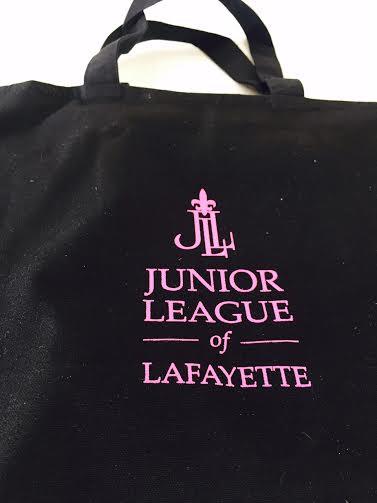 JLL
JUNIOR
LEAGUE
of
LAFAYETTE